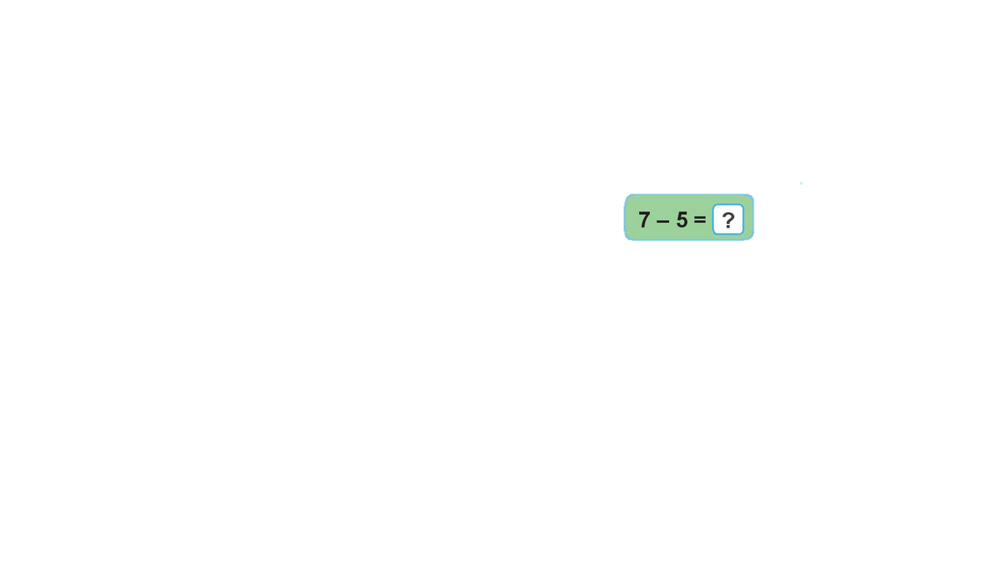 7 – 5 = ?